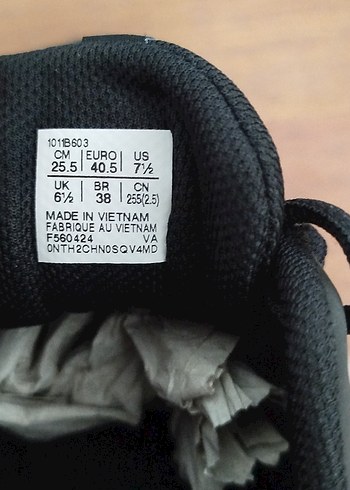 1011B603
CM EURO US
25.5 40.5 7½
UK BR CN
6½ 38 255(2.5)
MADE IN VIETNAM
FABRIQUE AU VIETNAM
F560424 VA
0NTH2CHN0SQV4MD